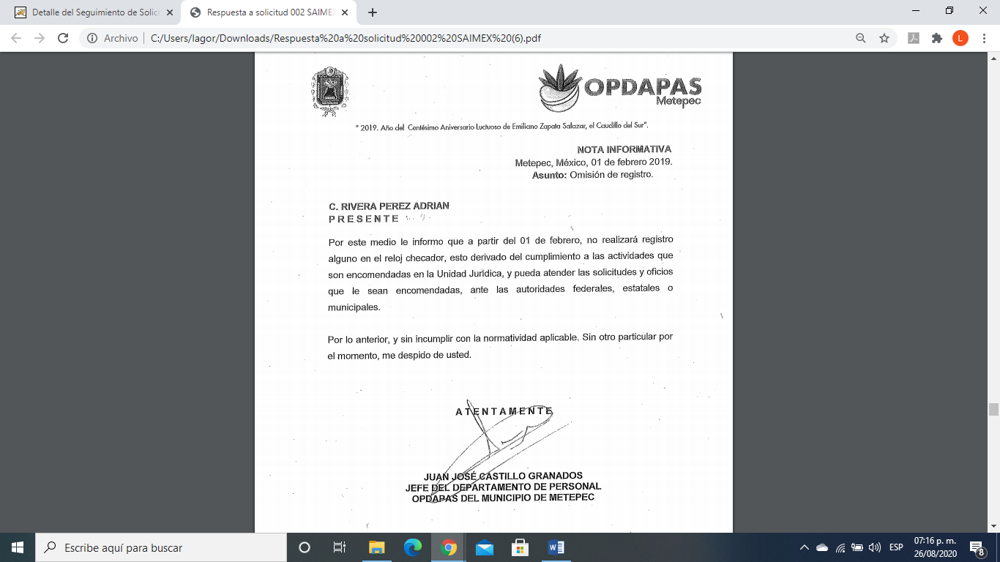 Detalle del Seguimiento de Solici
Respuesta a solicitud 002 SAIMEX
Archivo
C:/Users/lagor/Downloads/Respuesta%20a%20solicitud%20002%20SAIMEX%20(6).pdf
L
OPDAPAS
Metepec
" 2019. Año del Centésimo Aniversario Luctuoso de Emiliano Zapata Salazar, el Caudillo del Sur".
NOTA INFORMATIVA
Metepec, México, 01 de febrero 2019.
Asunto: Omisión de registro.
C. RIVERA PEREZ ADRIAN
P R E S E N T E
Por este medio le informo que a partir del 01 de febrero, no realizará registro
alguno en el reloj checador, esto derivado del cumplimiento a las actividades que
son encomendadas en la Unidad Jurídica, y pueda atender las solicitudes y oficios
que le sean encomendadas, ante las autoridades federales, estatales o
municipales.
Por lo anterior, y sin incumplir con la normatividad aplicable. Sin otro particular por
el momento, me despido de usted.
A T E N T A M E N T E
JUAN JOSÉ CASTILLO GRANADOS
JEFE DEL DEPARTAMENTO DE PERSONAL
OPDAPAS DEL MUNICIPIO DE METEPEC
Escribe aquí para buscar
ESP
07:16 p. m.
26/08/2020
8